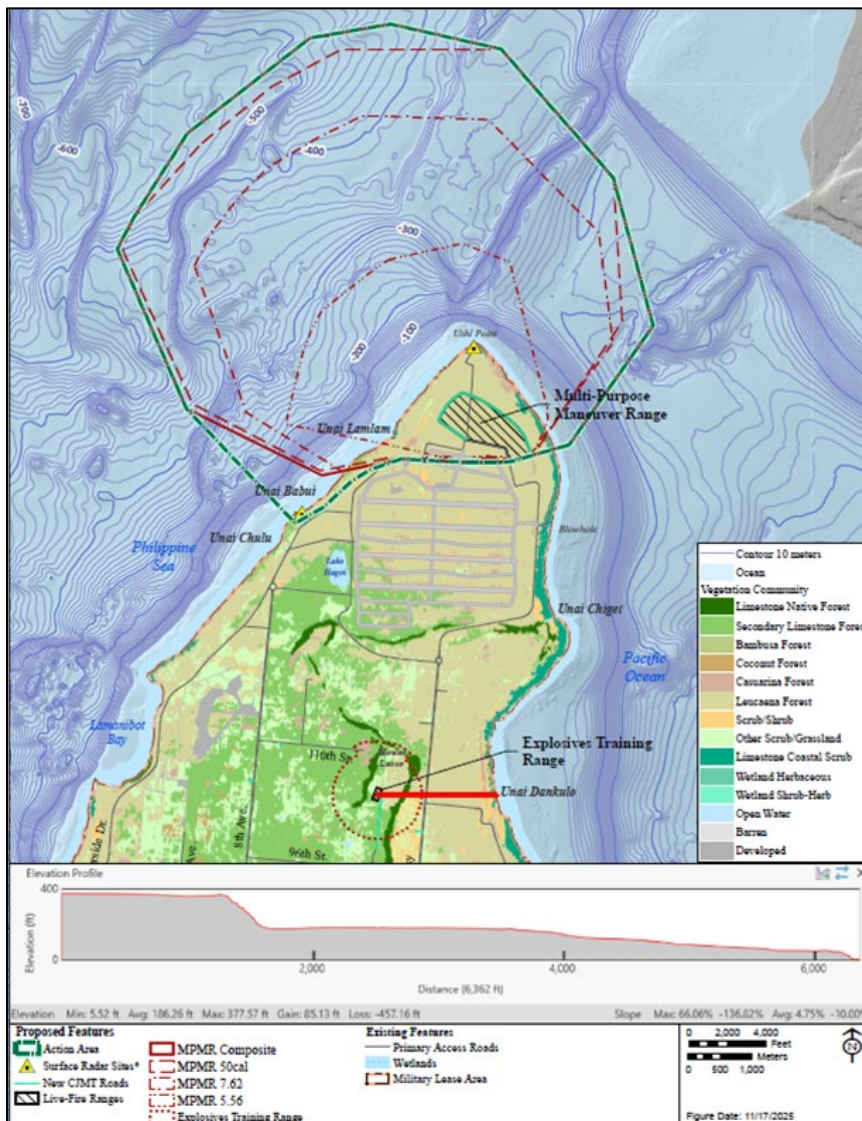 -700
-600
-500
-400
-300
-200
-100
Ushi Point
Multi-Purpose
Maneuver Range
Unai Lamlam
Unai Babui
Unai Chulu
Philippine
Sea
Lake
Hagoi
Blowhole
Unai Chiget
Pacific
Ocean
Lamanibot
Bay
110th St.
Mount
Lasso
Explosives Training
Range
Unai Dankulo
8th Ave.
96th St.
Ave.
erside Dr.
Contour 10 meters
Ocean
Vegetation Community
Limestone Native Forest
Secondary Limestone Forest
Bambusa Forest
Coconut Forest
Casuarina Forest
Leucaena Forest
Scrub/Shrub
Other Scrub/Grassland
Limestone Coastal Scrub
Wetland Herbaceous
Wetland Shrub-Herb
Open Water
Barren
Developed
Elevation Profile
Elevation (ft)
400
0
2,000
4,000
6,000
Distance (6,362 ft)
Elevation Min: 5.52 ft Avg: 186.26 ft Max: 377.57 ft Gain: 85.13 ft Loss: -457.16 ft
Slope Max: 66.06% -136.82% Avg: 4.75% -10.00%
Proposed Features
Action Area
Surface Radar Sites*
New CJMT Roads
Live-Fire Ranges
MPMR Composite
MPMR 50cal
MPMR 7.62
MPMR 5.56
Explosives Training Range
Existing Features
Primary Access Roads
Wetlands
Military Lease Area
0 2,000 4,000
Feet
Meters
0 500 1,000
N
Figure Date: 11/17/2025